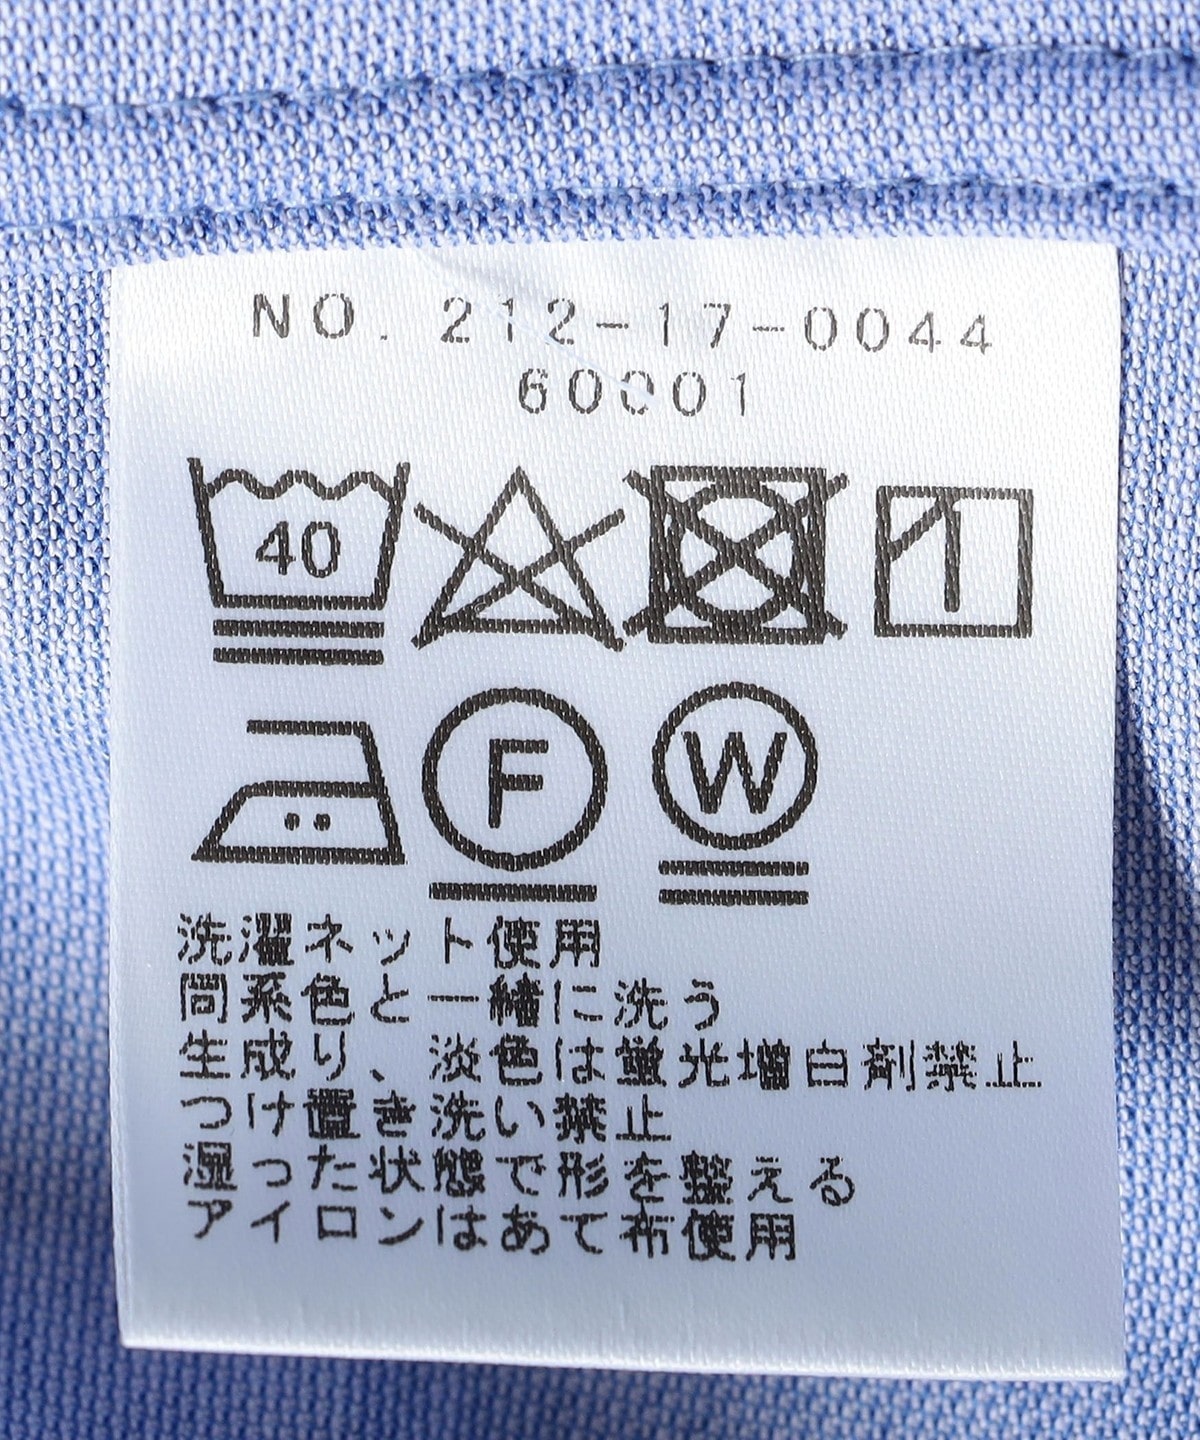 NO. 212-17-0044
60001
40
F W
洗濯ネット使用
同系色と一緒に洗う
生成り、淡色は蛍光増白剤禁止
つけ置き洗い禁止
湿った状態で形を整える
アイロンはあて布使用